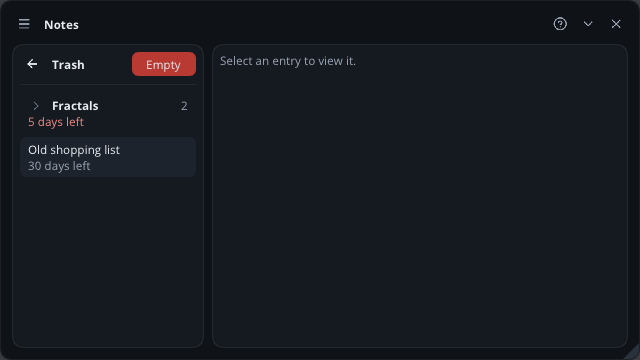 Notes
Trash
Empty
Select an entry to view it.
Fractals 2
5 days left
Old shopping list
30 days left